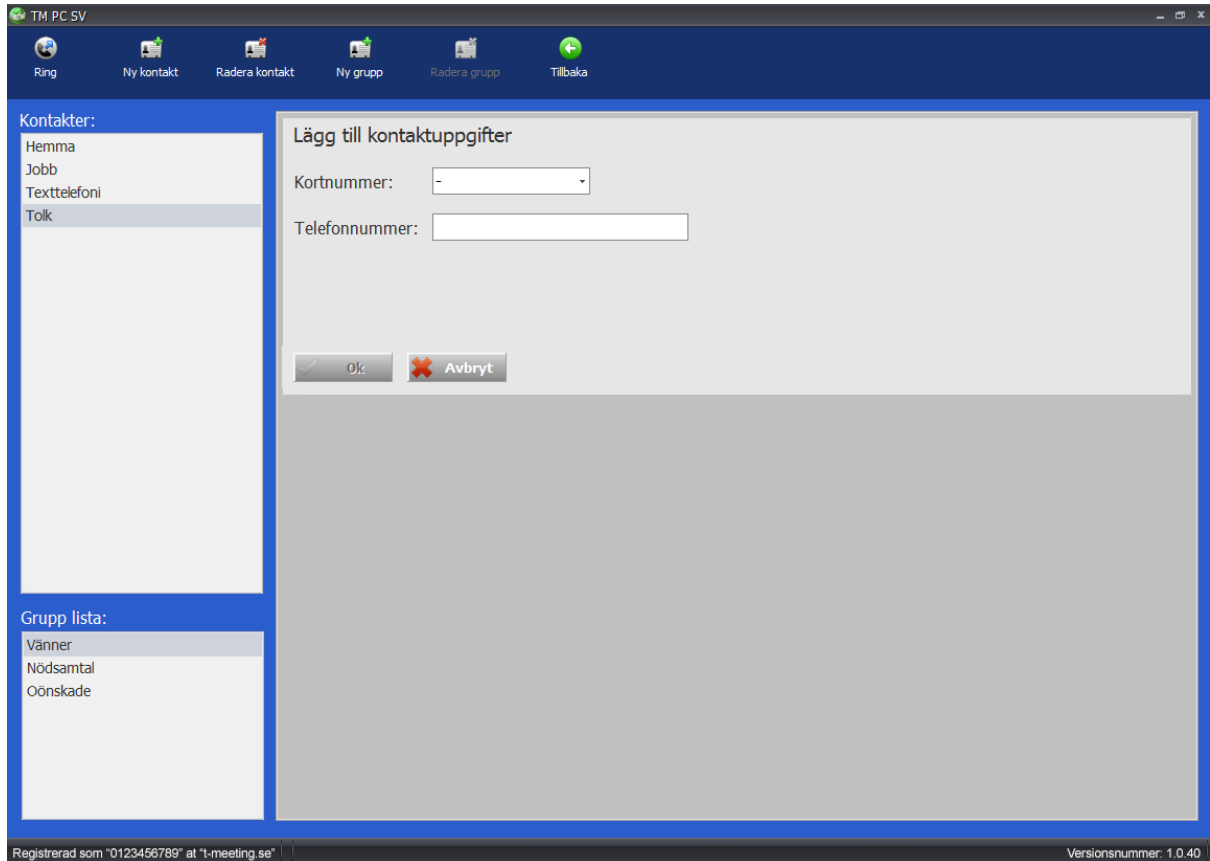 TM PC SV
Ring Ny kontakt Radera kontakt Ny grupp Radera grupp Tillbaka
Kontakter:
Hemma
Jobb
Texttelefoni
Tolk
Grupp lista:
Vänner
Nödsamtal
Oönskade
Lägg till kontaktuppgifter
Kortnummer: -
Telefonnummer:
Ok Avbryt
Registrerad som "0123456789" at "t-meeting.se" Versionsnummer: 1.0.40